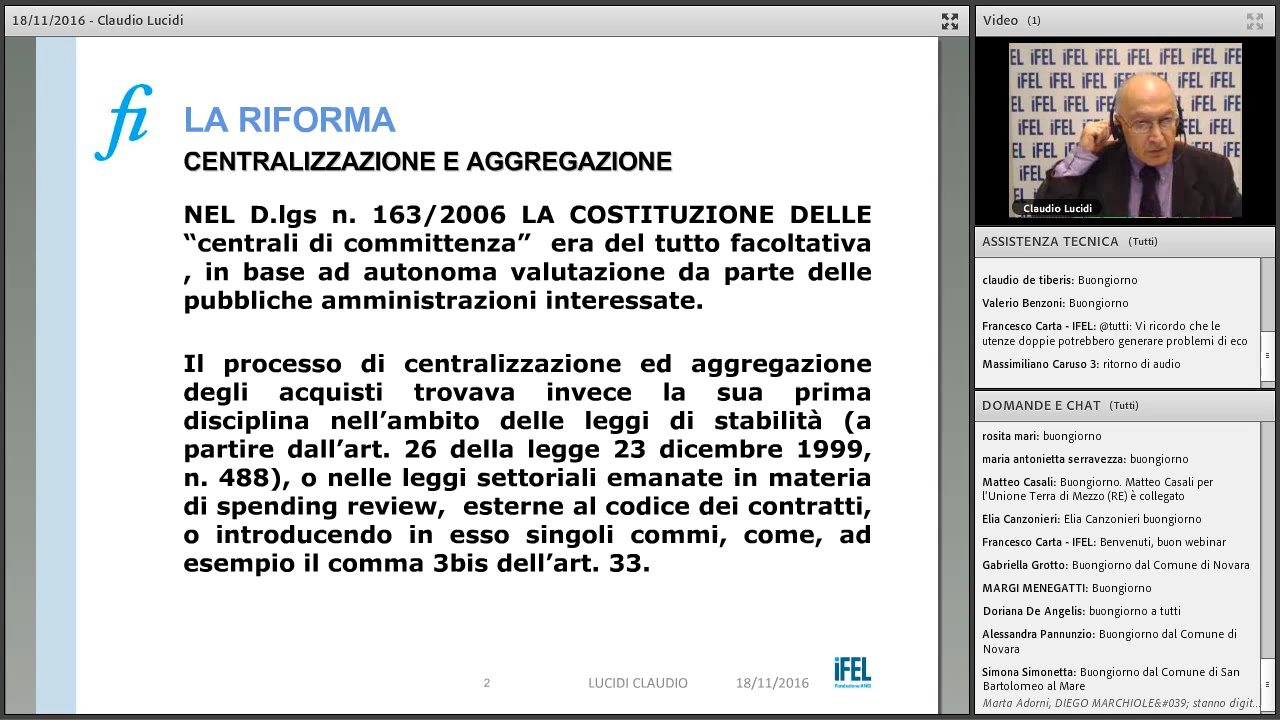 18/11/2016 - Claudio Lucidi
fi
LA RIFORMA
CENTRALIZZAZIONE E AGGREGAZIONE
NEL D.lgs n. 163/2006 LA COSTITUZIONE DELLE
“centrali di committenza” era del tutto facoltativa
, in base ad autonoma valutazione da parte delle
pubbliche amministrazioni interessate.
Il processo di centralizzazione ed aggregazione
degli acquisti trovava invece la sua prima
disciplina nell’ambito delle leggi di stabilità (a
partire dall’art. 26 della legge 23 dicembre 1999,
n. 488), o nelle leggi settoriali emanate in materia
di spending review, esterne al codice dei contratti,
o introducendo in esso singoli commi, come, ad
esempio il comma 3bis dell’art. 33.
2 LUCIDI CLAUDIO 18/11/2016
iFEL
Fondazione ANCI
Video (1)
Claudio Lucidi
ASSISTENZA TECNICA (Tutti)
claudio de tiberis: Buongiorno
Valerio Benzoni: Buongiorno
Francesco Carta - IFEL: @tutti: Vi ricordo che le
utenze doppie potrebbero generare problemi di eco
Massimiliano Caruso 3: ritorno di audio
DOMANDE E CHAT (Tutti)
rosita mari: buongiorno
maria antonietta serravezza: buongiorno
Matteo Casali: Buongiorno. Matteo Casali per
l'Unione Terra di Mezzo (RE) è collegato
Elia Canzonieri: Elia Canzonieri buongiorno
Francesco Carta - IFEL: Benvenuti, buon webinar
Gabriella Grotto: Buongiorno dal Comune di Novara
MARGI MENEGATTI: Buongiorno
Doriana De Angelis: buongiorno a tutti
Alessandra Pannunzio: Buongiorno dal Comune di
Novara
Simona Simonetta: Buongiorno dal Comune di San
Bartolomeo al Mare
Marta Adorni, DIEGO MARCHIOLE&#039; stanno digit...